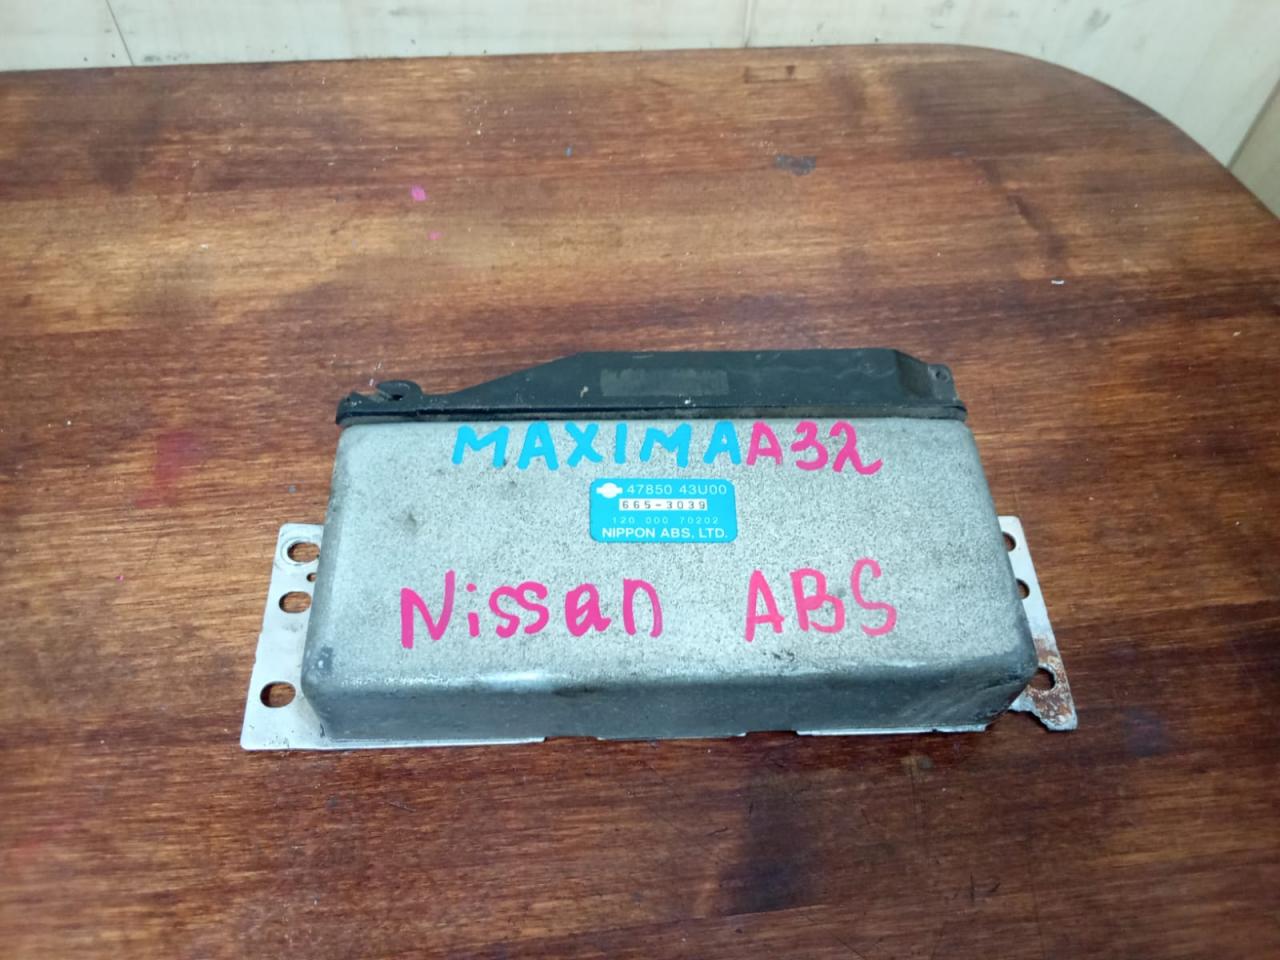 MAXIMA A32
47850 43U00
665-3039
120 000 70202
NIPPON ABS, LTD.
Nissan ABS